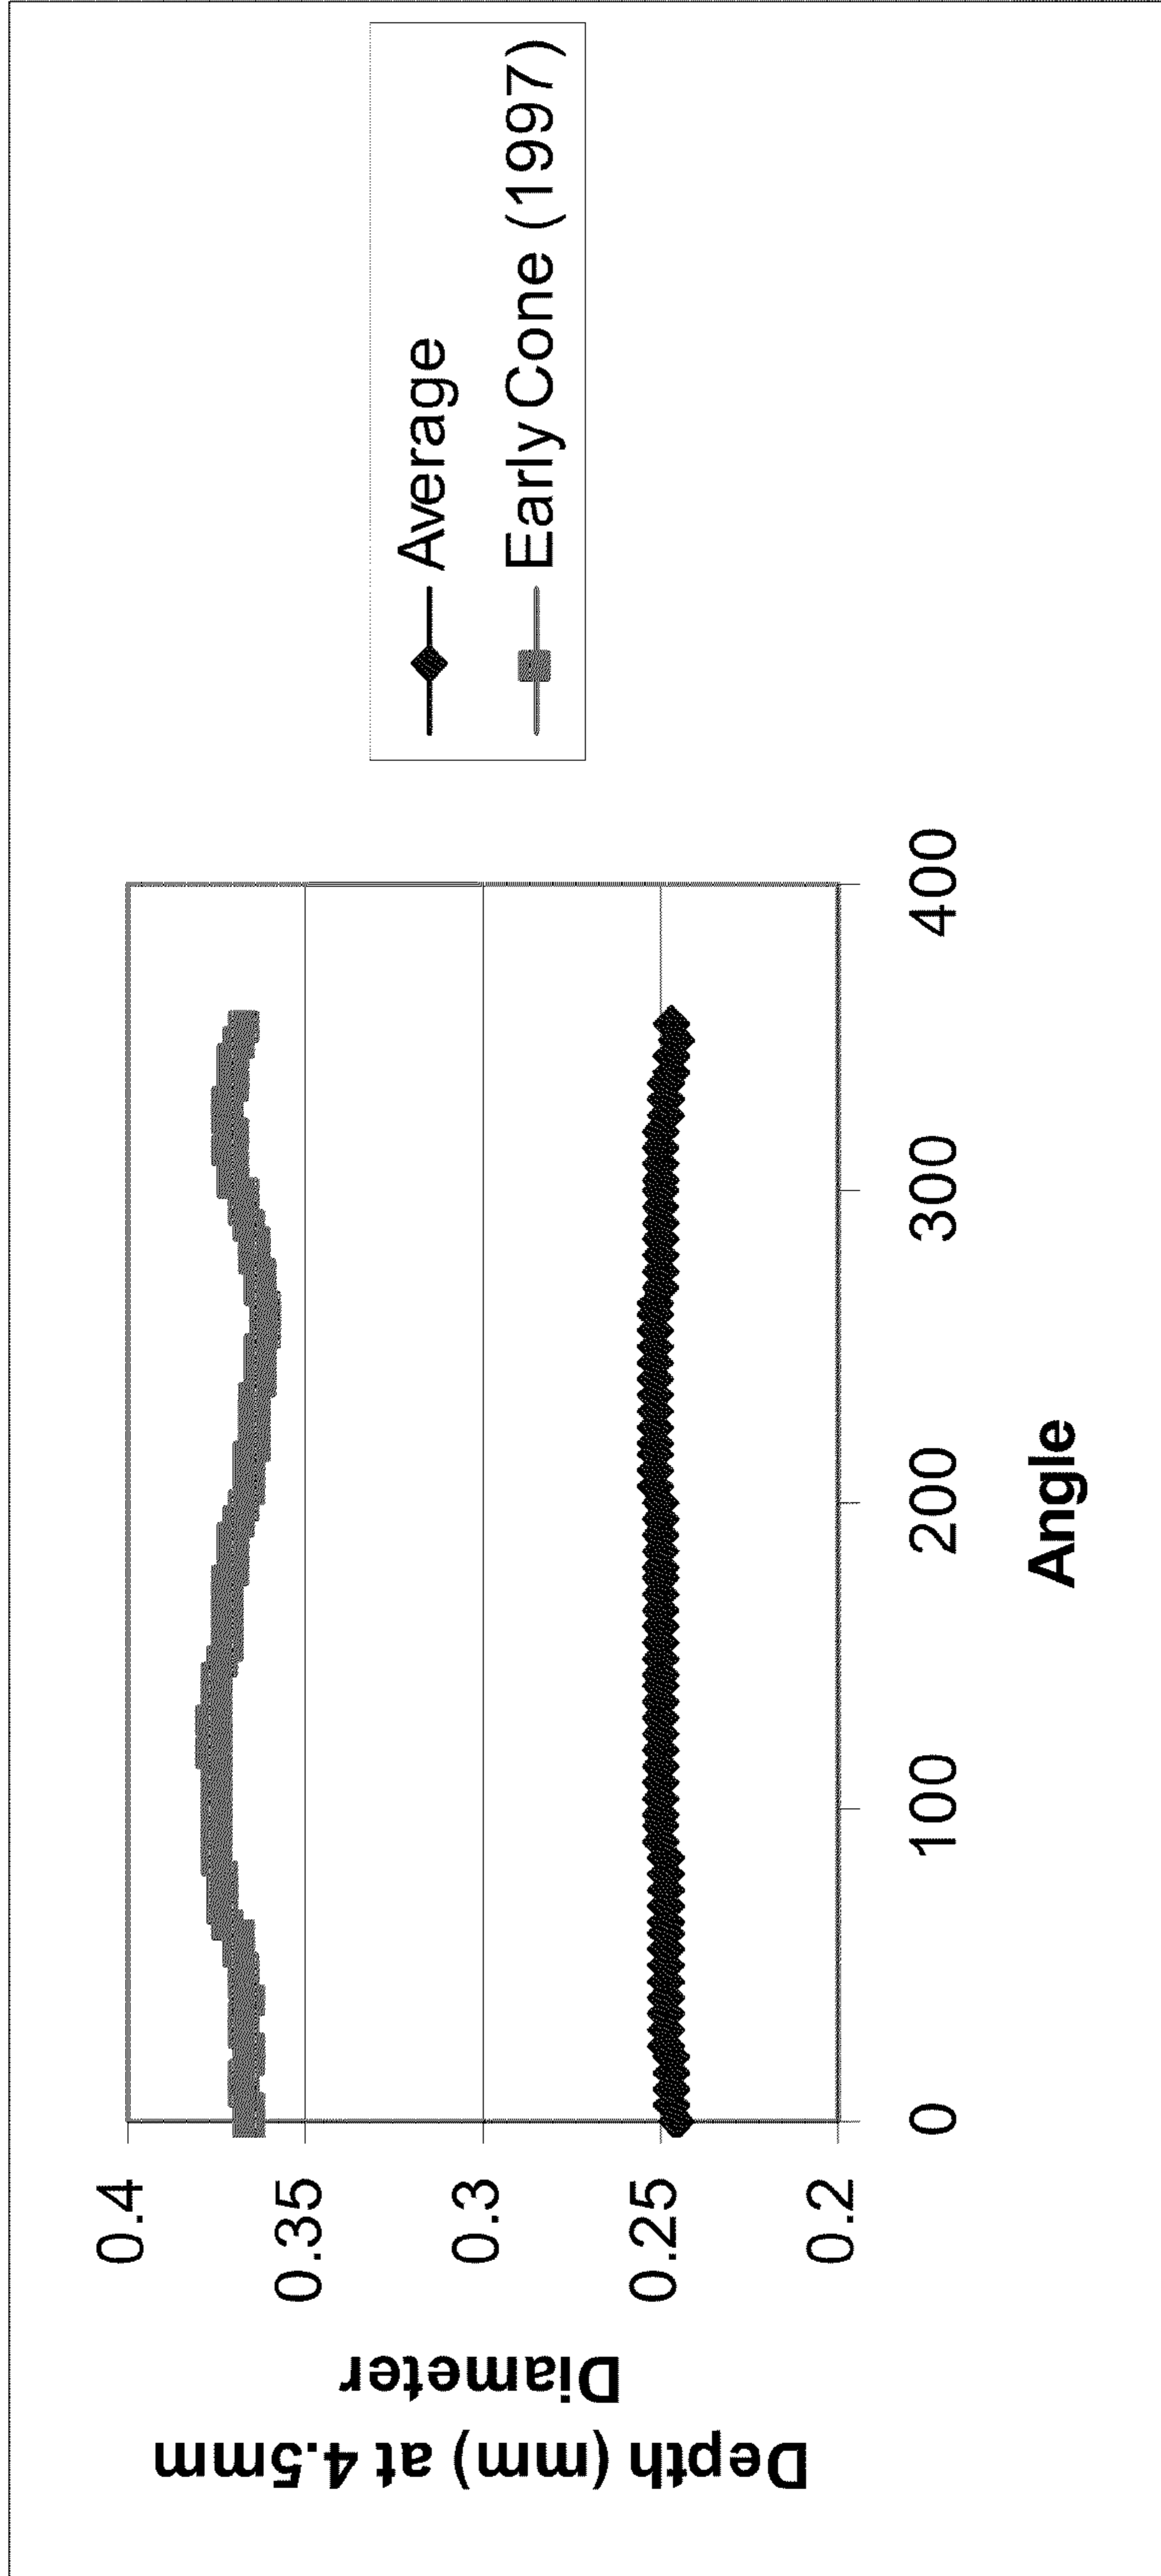 Depth (mm) at 4.5mm
Diameter
0.4
0.35
0.3
0.25
0.2
0 100 200 300 400
Angle
Average
Early Cone (1997)